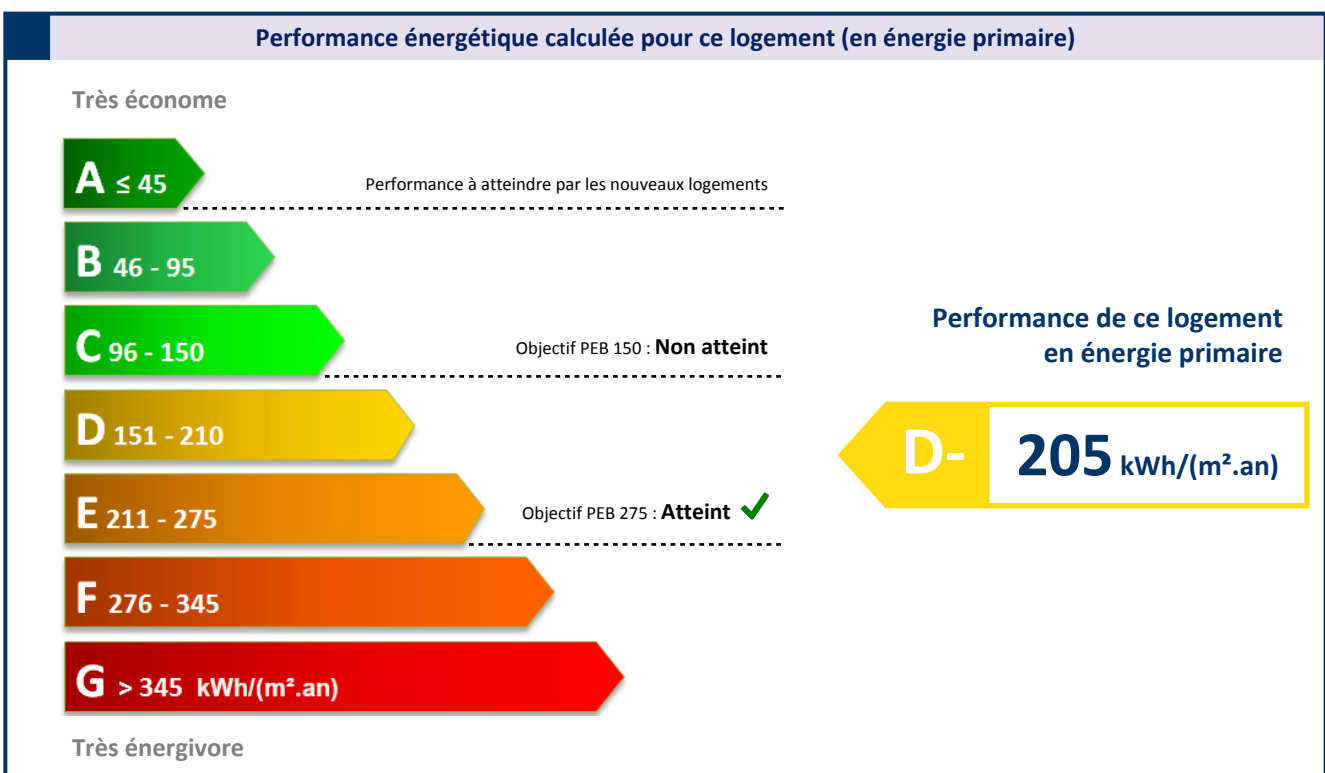 Performance énergétique calculée pour ce logement (en énergie primaire)
Très économe
A ≤ 45
Performance à atteindre par les nouveaux logements
B 46 - 95
C 96 - 150
Objectif PEB 150 : Non atteint
D 151 - 210
E 211 - 275
Objectif PEB 275 : Atteint ✓
F 276 - 345
G > 345 kWh/(m².an)
Très énergivore
Performance de ce logement
en énergie primaire
D- 205 kWh/(m².an)